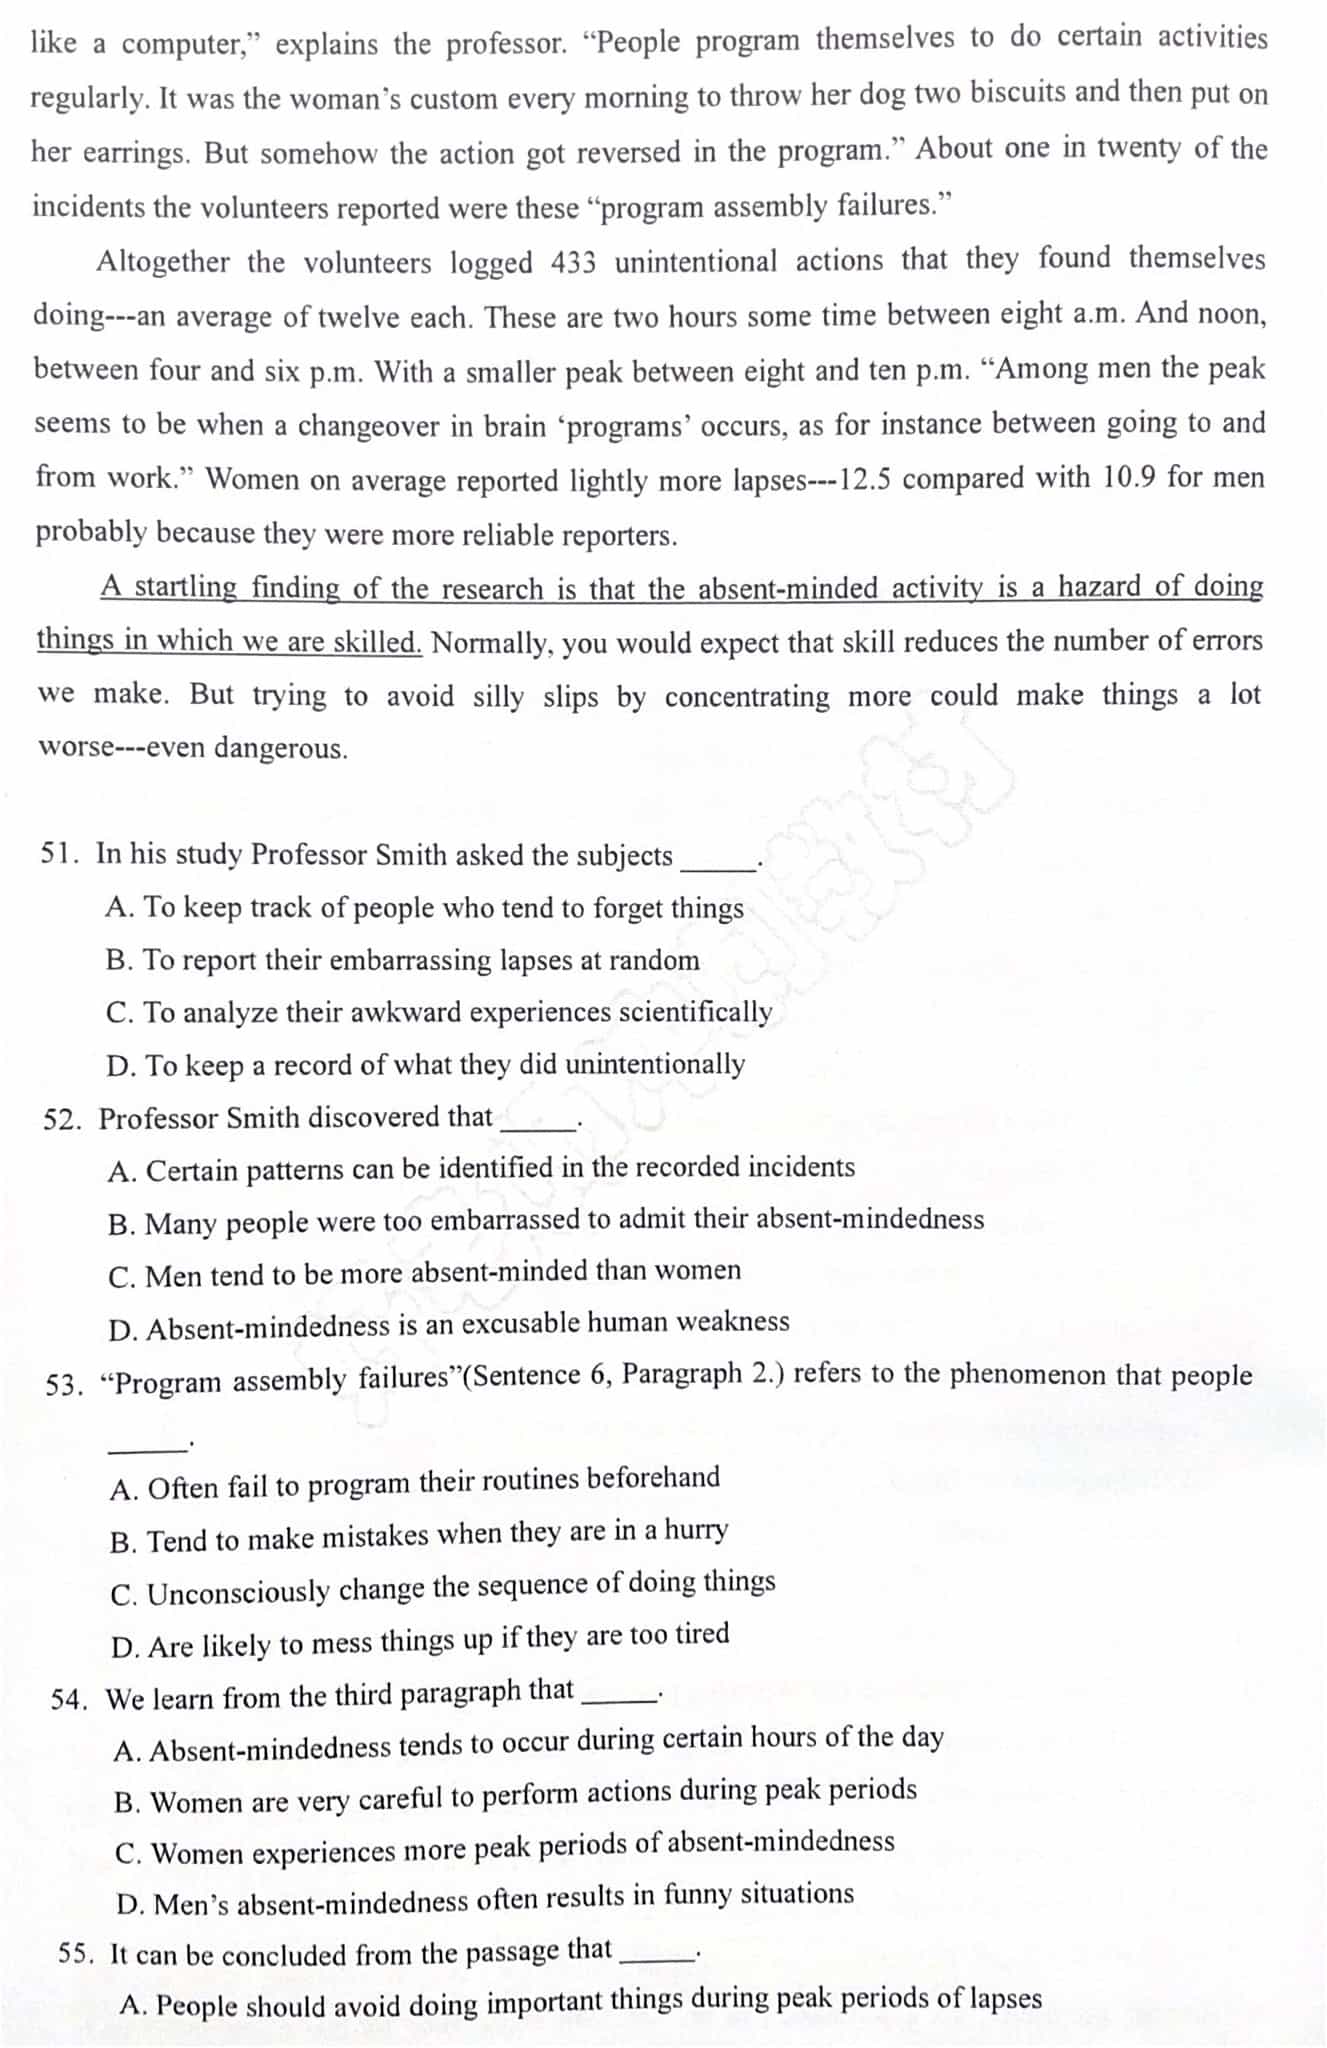 like a computer,” explains the professor. “People program themselves to do certain activities
regularly. It was the woman’s custom every morning to throw her dog two biscuits and then put on
her earrings. But somehow the action got reversed in the program.” About one in twenty of the
incidents the volunteers reported were these “program assembly failures.”
Altogether the volunteers logged 433 unintentional actions that they found themselves
doing---an average of twelve each. These are two hours some time between eight a.m. And noon,
between four and six p.m. With a smaller peak between eight and ten p.m. “Among men the peak
seems to be when a changeover in brain ‘programs’ occurs, as for instance between going to and
from work.” Women on average reported lightly more lapses---12.5 compared with 10.9 for men
probably because they were more reliable reporters.
A startling finding of the research is that the absent-minded activity is a hazard of doing
things in which we are skilled. Normally, you would expect that skill reduces the number of errors
we make. But trying to avoid silly slips by concentrating more could make things a lot
worse---even dangerous.
51. In his study Professor Smith asked the subjects _____.
A. To keep track of people who tend to forget things
B. To report their embarrassing lapses at random
C. To analyze their awkward experiences scientifically
D. To keep a record of what they did unintentionally
52. Professor Smith discovered that _____.
A. Certain patterns can be identified in the recorded incidents
B. Many people were too embarrassed to admit their absent-mindedness
C. Men tend to be more absent-minded than women
D. Absent-mindedness is an excusable human weakness
53. “Program assembly failures”(Sentence 6, Paragraph 2.) refers to the phenomenon that people
_____.
A. Often fail to program their routines beforehand
B. Tend to make mistakes when they are in a hurry
C. Unconsciously change the sequence of doing things
D. Are likely to mess things up if they are too tired
54. We learn from the third paragraph that _____.
A. Absent-mindedness tends to occur during certain hours of the day
B. Women are very careful to perform actions during peak periods
C. Women experiences more peak periods of absent-mindedness
D. Men’s absent-mindedness often results in funny situations
55. It can be concluded from the passage that _____.
A. People should avoid doing important things during peak periods of lapses